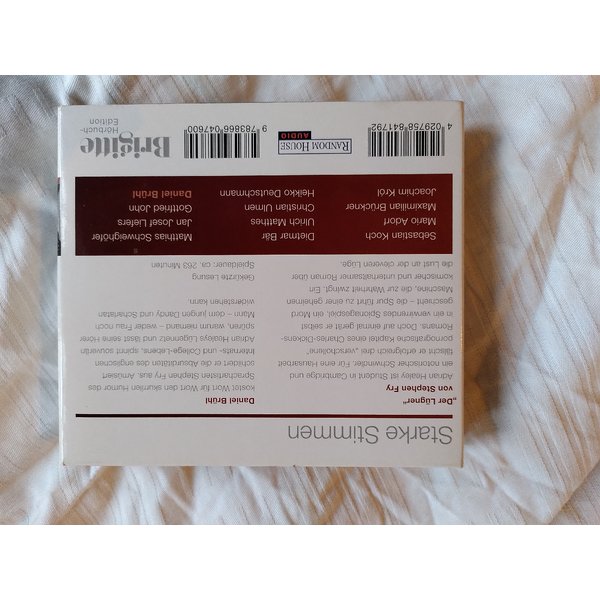 Starke Stimmen
„Der Lügner“
von Stephen Fry
Adrian Healey ist Student in Cambridge und
ein notorischer Schwindler. Für eine Hausarbeit
fälscht er erfolgreich drei „verschollene“
pornografische Kapitel eines Charles-Dickens-
Romans. Doch auf einmal gerät er selbst
in ein verwirrendes Spionagespiel, ein Mord
geschieht – die Spur führt zu einer geheimen
Maschine, die zur Wahrheit zwingt. Ein
komischer und unterhaltsamer Roman über
die Lust an der cleveren Lüge.
Daniel Brühl
kostet Wort für Wort den skurrilen Humor des
Sprachartisten Stephen Fry aus. Amüsiert
schildert er die Absurditäten des englischen
Internats- und College-Lebens, spinnt souverän
Adrian Healeys Lügennetz und lässt seine Hörer
spüren, warum niemand – weder Frau noch
Mann – dem jungen Dandy und Scharlatan
widerstehen kann.
Gekürzte Lesung
Spieldauer: ca. 263 Minuten
Sebastian Koch
Mario Adorf
Maximilian Brückner
Joachim Król
Dietmar Bär
Ulrich Matthes
Christian Ulmen
Heikko Deutschmann
Matthias Schweighöfer
Jan Josef Liefers
Gottfried John
Daniel Brühl
4 029758 841792
RANDOM HOUSE
AUDIO
9 783866 047600
Brigitte
Hörbuch-
Edition